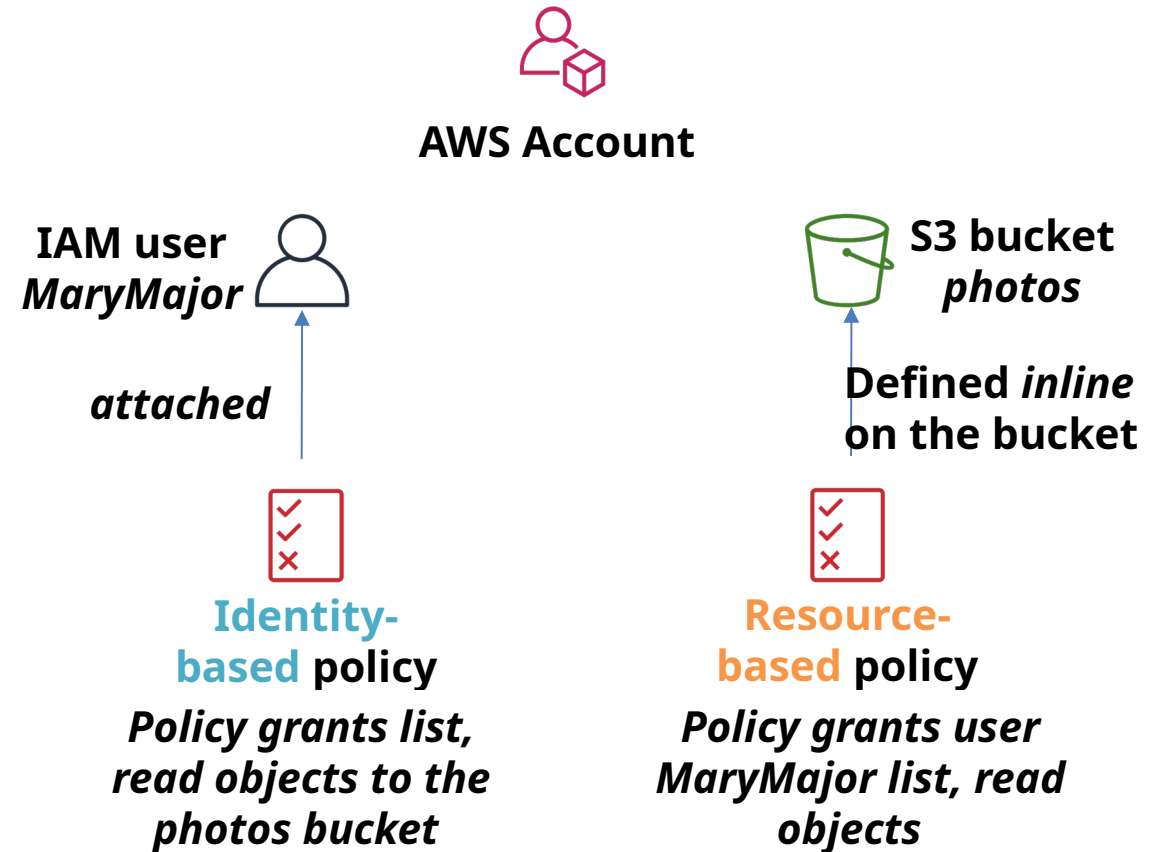 AWS Account
IAM user
MaryMajor
S3 bucket
photos
attached
Defined inline
on the bucket
Identity-
based policy
Policy grants list,
read objects to the
photos bucket
Resource-
based policy
Policy grants user
MaryMajor list, read
objects